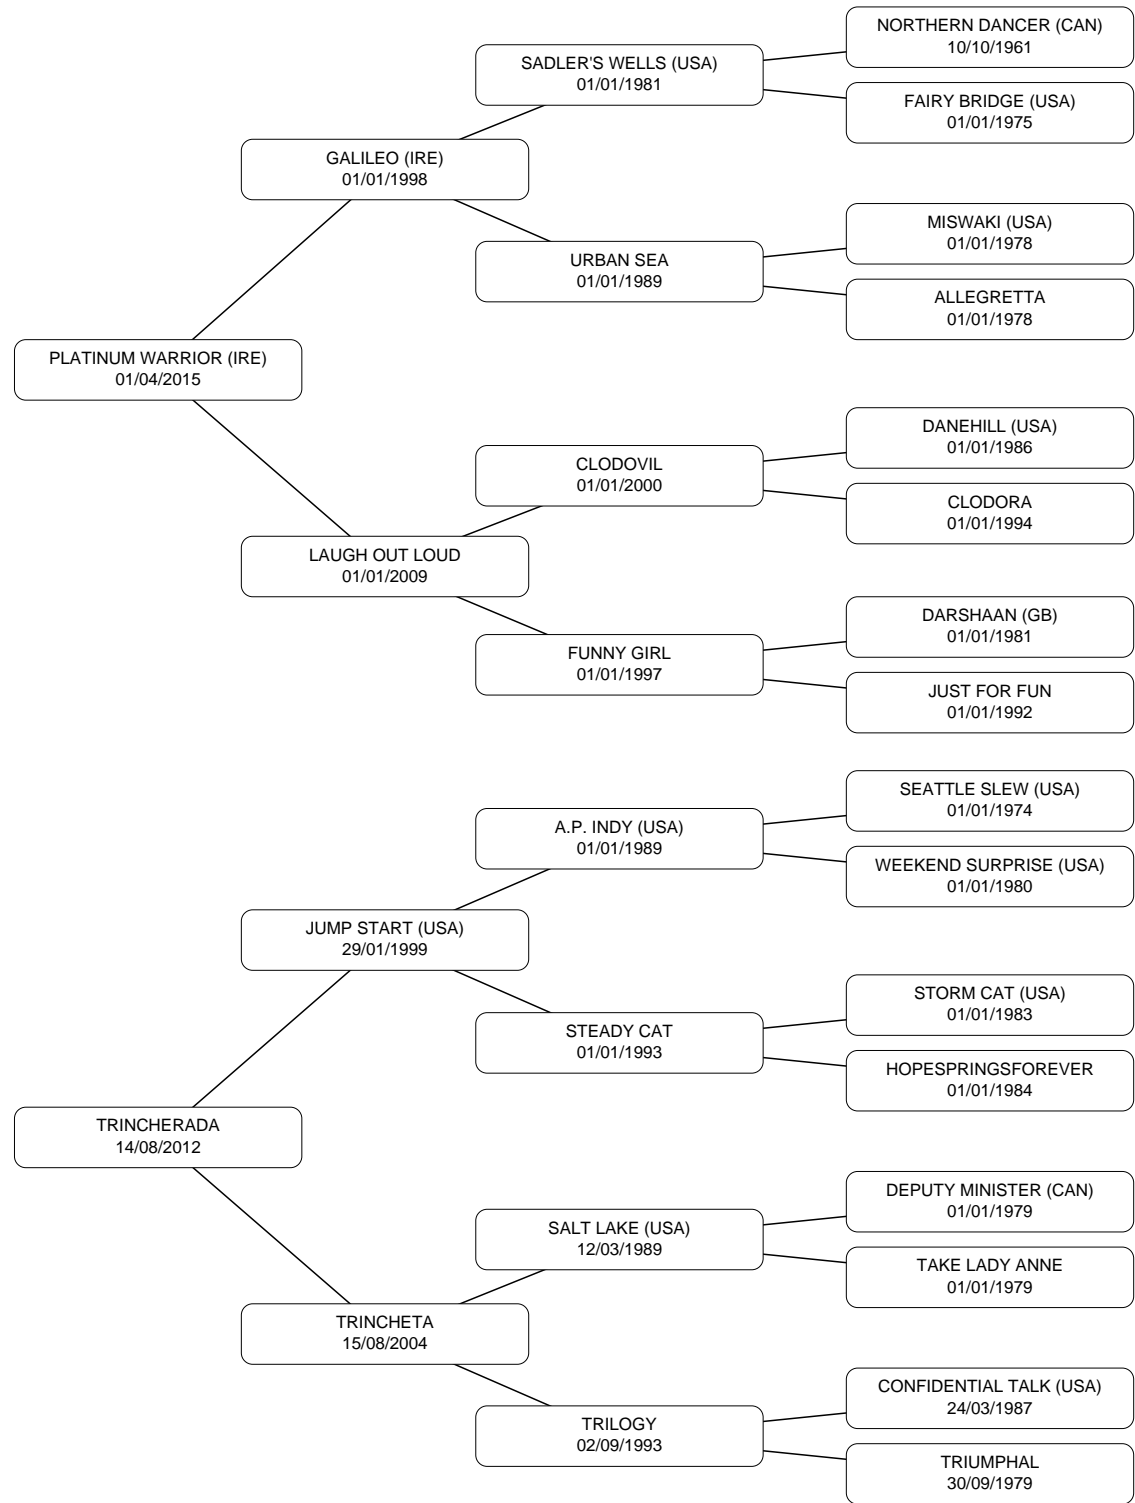 NORTHERN DANCER (CAN)
10/10/1961
SADLER'S WELLS (USA)
01/01/1981
FAIRY BRIDGE (USA)
01/01/1975
GALILEO (IRE)
01/01/1998
MISWAKI (USA)
01/01/1978
URBAN SEA
01/01/1989
ALLEGRETTA
01/01/1978
PLATINUM WARRIOR (IRE)
01/04/2015
DANEHILL (USA)
01/01/1986
CLODOVIL
01/01/2000
CLODORA
01/01/1994
LAUGH OUT LOUD
01/01/2009
DARSHAAN (GB)
01/01/1981
FUNNY GIRL
01/01/1997
JUST FOR FUN
01/01/1992
SEATTLE SLEW (USA)
01/01/1974
A.P. INDY (USA)
01/01/1989
WEEKEND SURPRISE (USA)
01/01/1980
JUMP START (USA)
29/01/1999
STORM CAT (USA)
01/01/1983
STEADY CAT
01/01/1993
HOPESPRINGSFOREVER
01/01/1984
TRINCHERADA
14/08/2012
DEPUTY MINISTER (CAN)
01/01/1979
SALT LAKE (USA)
12/03/1989
TAKE LADY ANNE
01/01/1979
TRINCHETA
15/08/2004
CONFIDENTIAL TALK (USA)
24/03/1987
TRILOGY
02/09/1993
TRIUMPHAL
30/09/1979